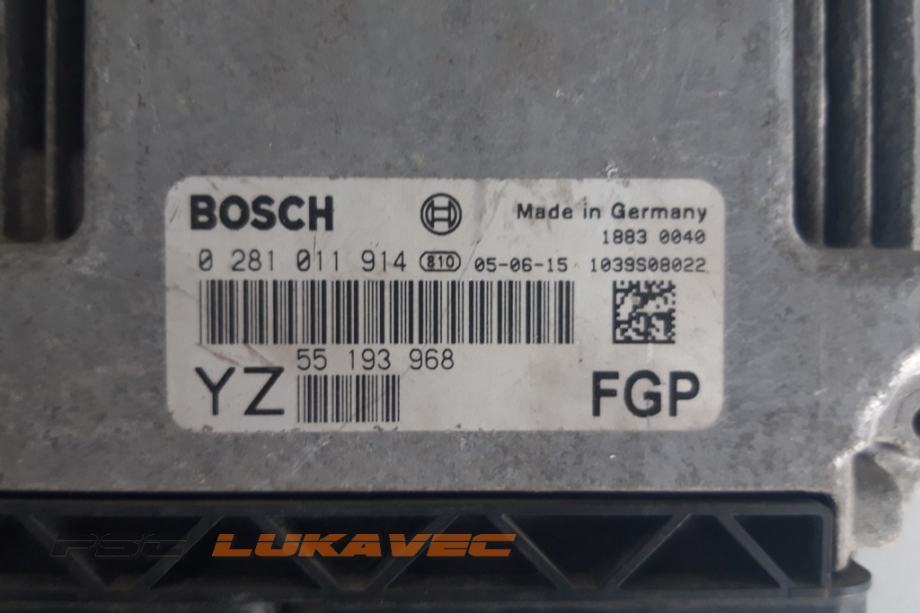 BOSCH
Made in Germany
1883 0040
0 281 011 914 810 05-06-15 1039S08022
55 193 968
YZ
FGP
PSC LUKAVEC